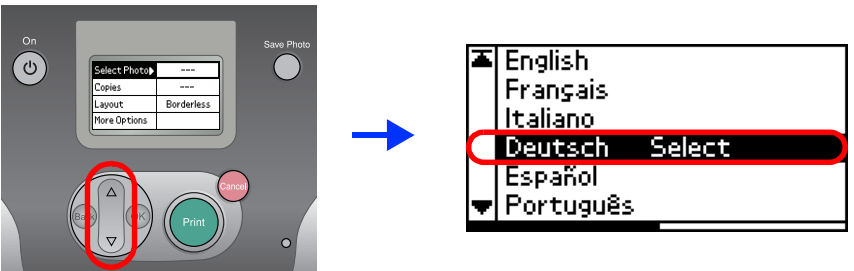 On
Save Photo
Select Photo ---
Copies ---
Layout Borderless
More Options
Cancel
Back OK
Print
English
Français
Italiano
Deutsch Select
Español
Português